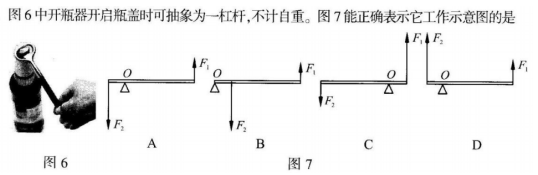 图6中开瓶器开启瓶盖时可抽象为一杠杆,不计自重。图7能正确表示它工作示意图的是
O F₁ F₂ O F₁ F₂ O F₁ F₂ F₂ O F₁
A B C D
图6 图7